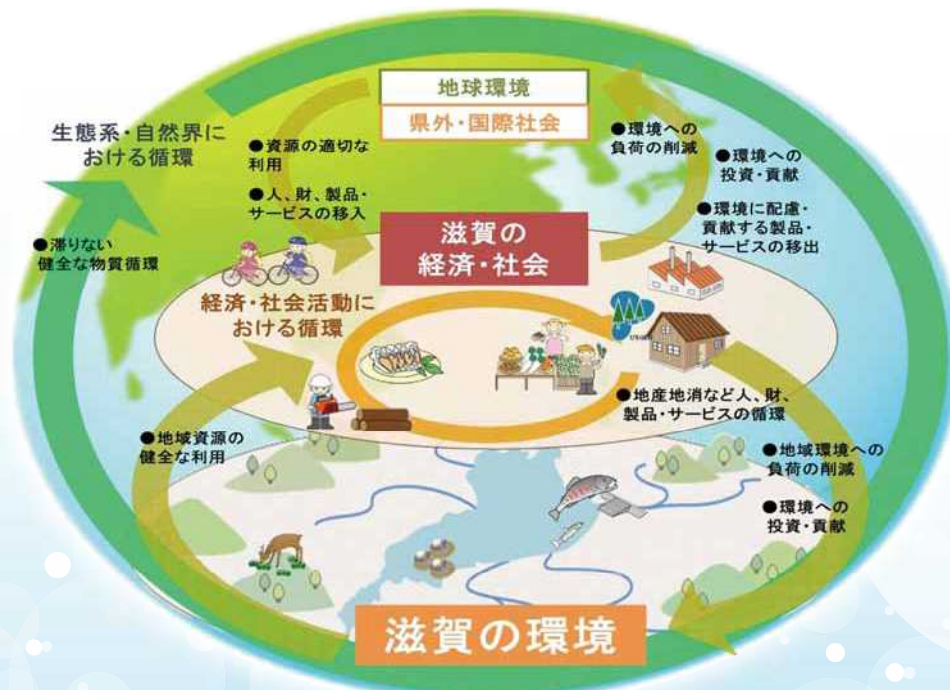 地球環境
県外・国際社会
生態系・自然界に
おける循環
●資源の適切な
利用
●人、財、製品・
サービスの移入
●環境への
負荷の削減
●環境への
投資・貢献
●環境に配慮・
貢献する製品・
サービスの移出
滋賀の
経済・社会
●滞りない
健全な物質循環
経済・社会活動に
おける循環
●地産地消など人、財、
製品・サービスの循環
●地域資源の
健全な利用
●地域環境への
負荷の削減
●環境への
投資・貢献
滋賀の環境